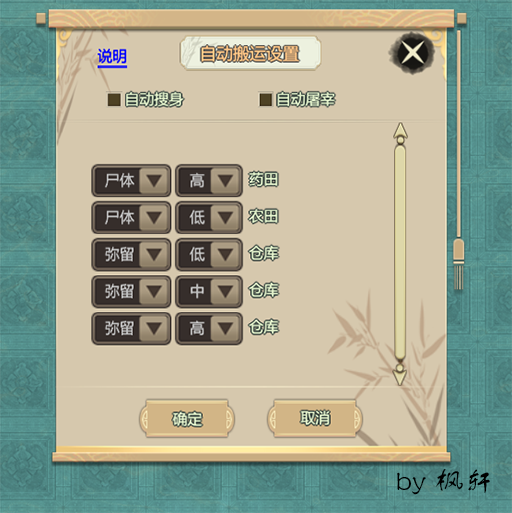 说明
自动搬运设置
自动搜身 自动屠宰
尸体 高 药田
尸体 低 农田
弥留 低 仓库
弥留 中 仓库
弥留 高 仓库
确定 取消
by 枫轩